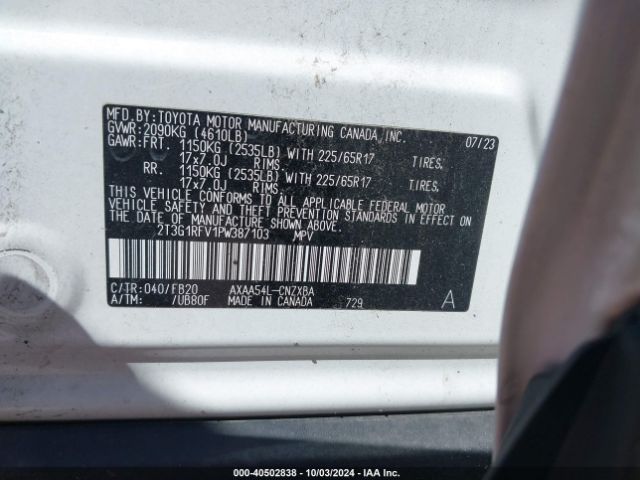 MFD.BY:TOYOTA MOTOR MANUFACTURING CANADA,INC.
GVWR:2090KG (4610LB) 07/23
GAWR:FRT. 1150KG (2535LB) WITH 225/65R17 TIRES,
17x7.0J RIMS
RR. 1150KG (2535LB) WITH 225/65R17 TIRES,
17x7.0J RIMS
THIS VEHICLE CONFORMS TO ALL APPLICABLE FEDERAL MOTOR
VEHICLE SAFETY AND THEFT PREVENTION STANDARDS IN EFFECT
ON THE DATE OF MANUFACTURE SHOWN ABOVE.
2T3G1RFV1PW387103 MPV
C/TR:040/FB20 AXAA54L-CNZXBA
A/TM: /UB80F MADE IN CANADA 729 A
000-40502838 - 10/03/2024 - IAA Inc.